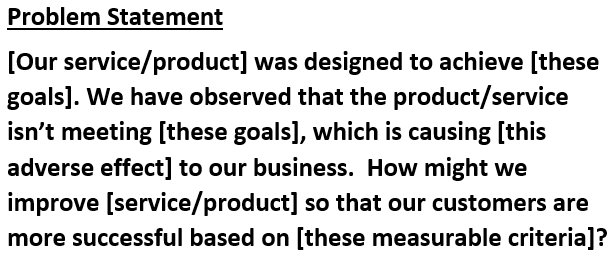 Problem Statement
[Our service/product] was designed to achieve [these
goals]. We have observed that the product/service
isn’t meeting [these goals], which is causing [this
adverse effect] to our business.  How might we
improve [service/product] so that our customers are
more successful based on [these measurable criteria]?